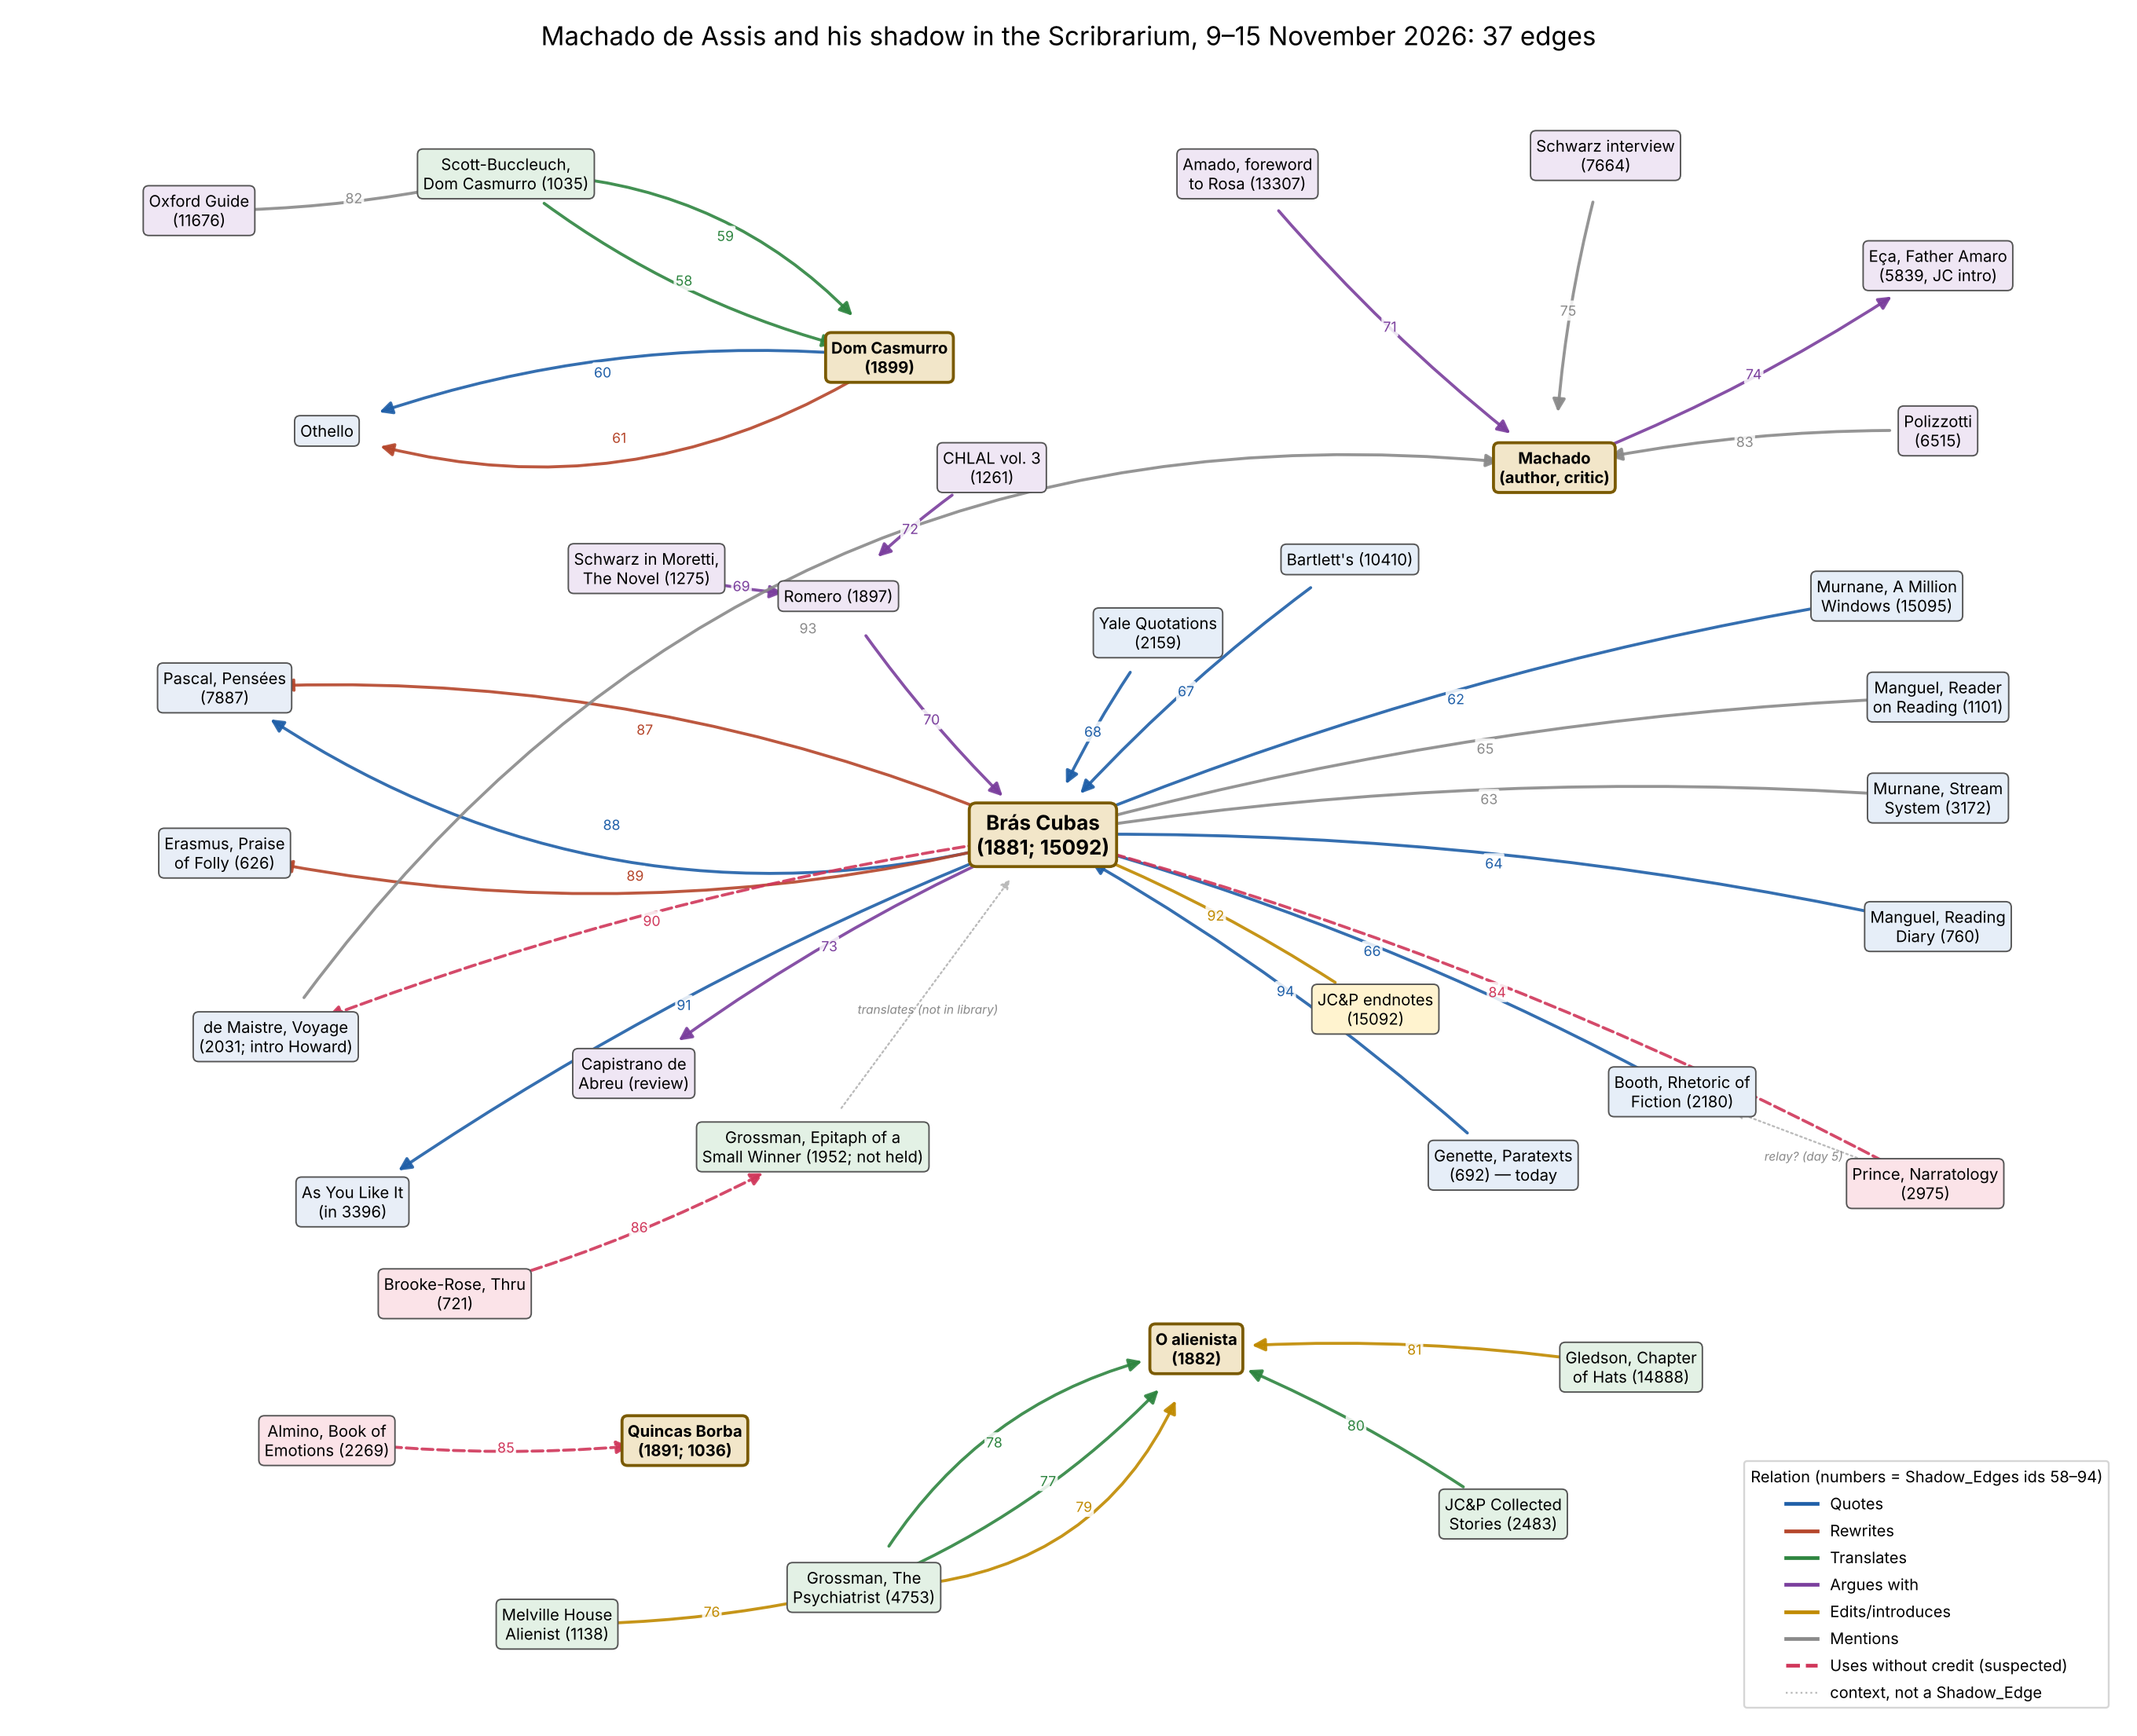 Machado de Assis and his shadow in the Scribrarium, 9–15 November 2026: 37 edges
Schwarz interview
(7664)
Scott-Buccleuch,
Dom Casmurro (1035)
Amado, foreword
to Rosa (13307)
Oxford Guide
(11676)
82
59
Eça, Father Amaro
(5839, JC intro)
58
75
71
Dom Casmurro
(1899)
60
74
Othello
61
Polizzotti
(6515)
83
CHLAL vol. 3
(1261)
Machado
(author, critic)
72
Schwarz in Moretti,
The Novel (1275)
69
Romero (1897)
93
Bartlett's (10410)
Murnane, A Million
Windows (15095)
Yale Quotations
(2159)
Pascal, Pensées
(7887)
67
62
Manguel, Reader
on Reading (1101)
87
70
68
65
Murnane, Stream
System (3172)
63
88
Brás Cubas
(1881; 15092)
Erasmus, Praise
of Folly (626)
89
64
90
92
Manguel, Reading
Diary (760)
73
66
91
94
84
translates (not in library)
JC&P endnotes
(15092)
de Maistre, Voyage
(2031; intro Howard)
Capistrano de
Abreu (review)
Booth, Rhetoric of
Fiction (2180)
Grossman, Epitaph of a
Small Winner (1952; not held)
Genette, Paratexts
(692) — today
relay? (day 5)
Prince, Narratology
(2975)
As You Like It
(in 3396)
86
Brooke-Rose, Thru
(721)
O alienista
(1882)
81
Gledson, Chapter
of Hats (14888)
Almino, Book of
Emotions (2269)
85
Quincas Borba
(1891; 1036)
78
80
77
79
JC&P Collected
Stories (2483)
Grossman, The
Psychiatrist (4753)
Melville House
Alienist (1138)
76
Relation (numbers = Shadow_Edges ids 58–94)
Quotes
Rewrites
Translates
Argues with
Edits/introduces
Mentions
Uses without credit (suspected)
context, not a Shadow_Edge